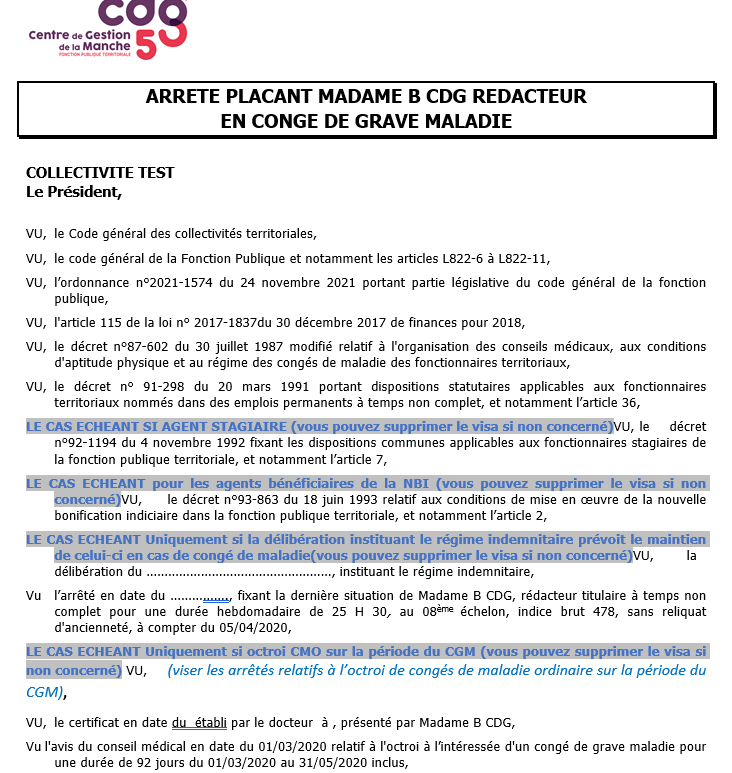 cdg
Centre de Gestion
de la Manche
50
FONCTION PUBLIQUE TERRITORIALE
ARRETE PLACANT MADAME B CDG REDACTEUR
EN CONGE DE GRAVE MALADIE
COLLECTIVITE TEST
Le Président,
VU, le Code général des collectivités territoriales,
VU, le code général de la Fonction Publique et notamment les articles L822-6 à L822-11,
VU, l’ordonnance n°2021-1574 du 24 novembre 2021 portant partie législative du code général de la fonction
publique,
VU, l'article 115 de la loi n° 2017-1837du 30 décembre 2017 de finances pour 2018,
VU, le décret n°87-602 du 30 juillet 1987 modifié relatif à l'organisation des conseils médicaux, aux conditions
d'aptitude physique et au régime des congés de maladie des fonctionnaires territoriaux,
VU, le décret n° 91-298 du 20 mars 1991 portant dispositions statutaires applicables aux fonctionnaires
territoriaux nommés dans des emplois permanents à temps non complet, et notamment l’article 36,
LE CAS ECHEANT SI AGENT STAGIAIRE (vous pouvez supprimer le visa si non concerné)VU, le décret
n°92-1194 du 4 novembre 1992 fixant les dispositions communes applicables aux fonctionnaires stagiaires de
la fonction publique territoriale, et notamment l’article 7,
LE CAS ECHEANT pour les agents bénéficiaires de la NBI (vous pouvez supprimer le visa si non
concerné)VU, le décret n°93-863 du 18 juin 1993 relatif aux conditions de mise en œuvre de la nouvelle
bonification indiciaire dans la fonction publique territoriale, et notamment l’article 2,
LE CAS ECHEANT Uniquement si la délibération instituant le régime indemnitaire prévoit le maintien
de celui-ci en cas de congé de maladie(vous pouvez supprimer le visa si non concerné)VU, la
délibération du ..................................................., instituant le régime indemnitaire,
Vu l’arrêté en date du ................, fixant la dernière situation de Madame B CDG, rédacteur titulaire à temps non
complet pour une durée hebdomadaire de 25 H 30, au 08ème échelon, indice brut 478, sans reliquat
d'ancienneté, à compter du 05/04/2020,
LE CAS ECHEANT Uniquement si octroi CMO sur la période du CGM (vous pouvez supprimer le visa si
non concerné) VU, (viser les arrêtés relatifs à l’octroi de congés de maladie ordinaire sur la période du
CGM),
VU, le certificat en date du établi par le docteur à , présenté par Madame B CDG,
Vu l'avis du conseil médical en date du 01/03/2020 relatif à l'octroi à l’intéressée d'un congé de grave maladie pour
une durée de 92 jours du 01/03/2020 au 31/05/2020 inclus,